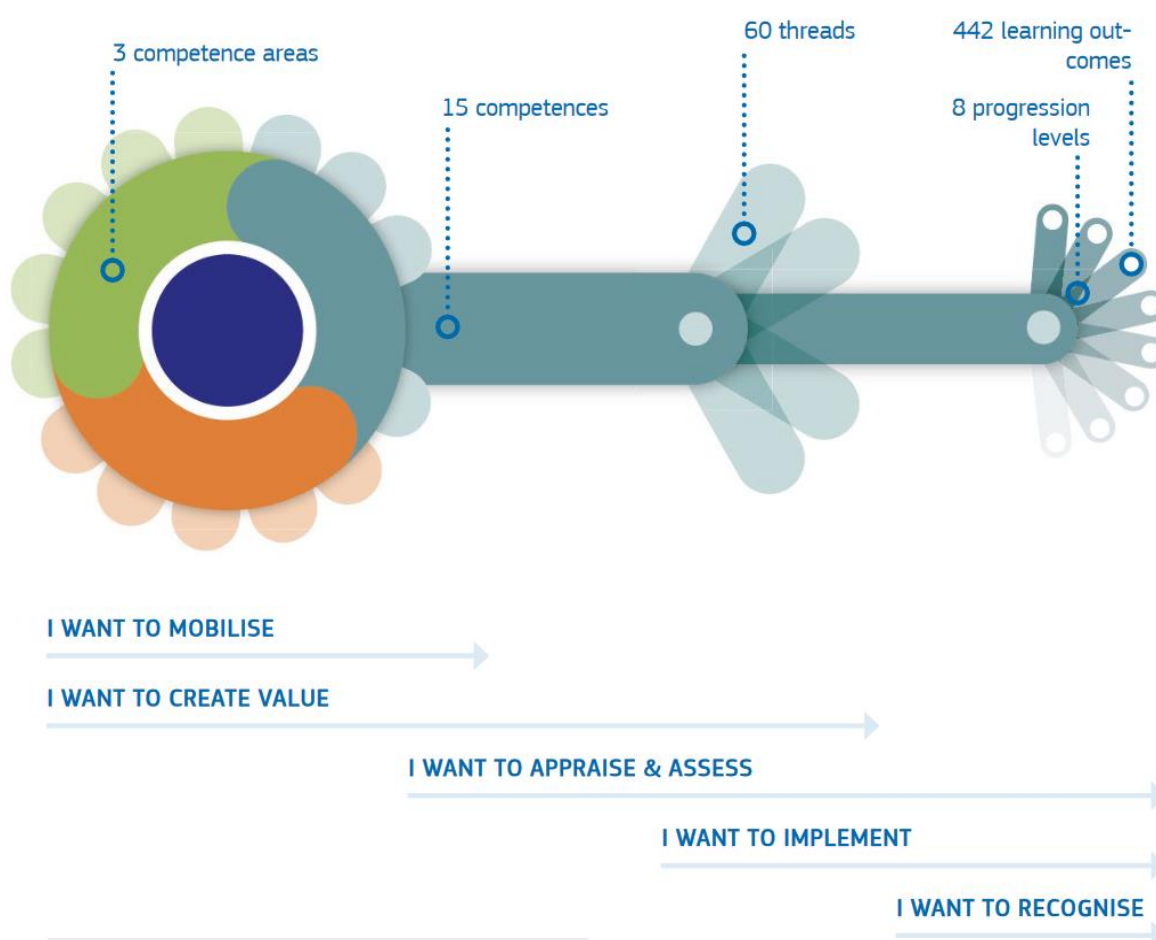 3 competence areas
15 competences
60 threads
442 learning out-
comes
8 progression
levels
I WANT TO MOBILISE
I WANT TO CREATE VALUE
I WANT TO APPRAISE & ASSESS
I WANT TO IMPLEMENT
I WANT TO RECOGNISE